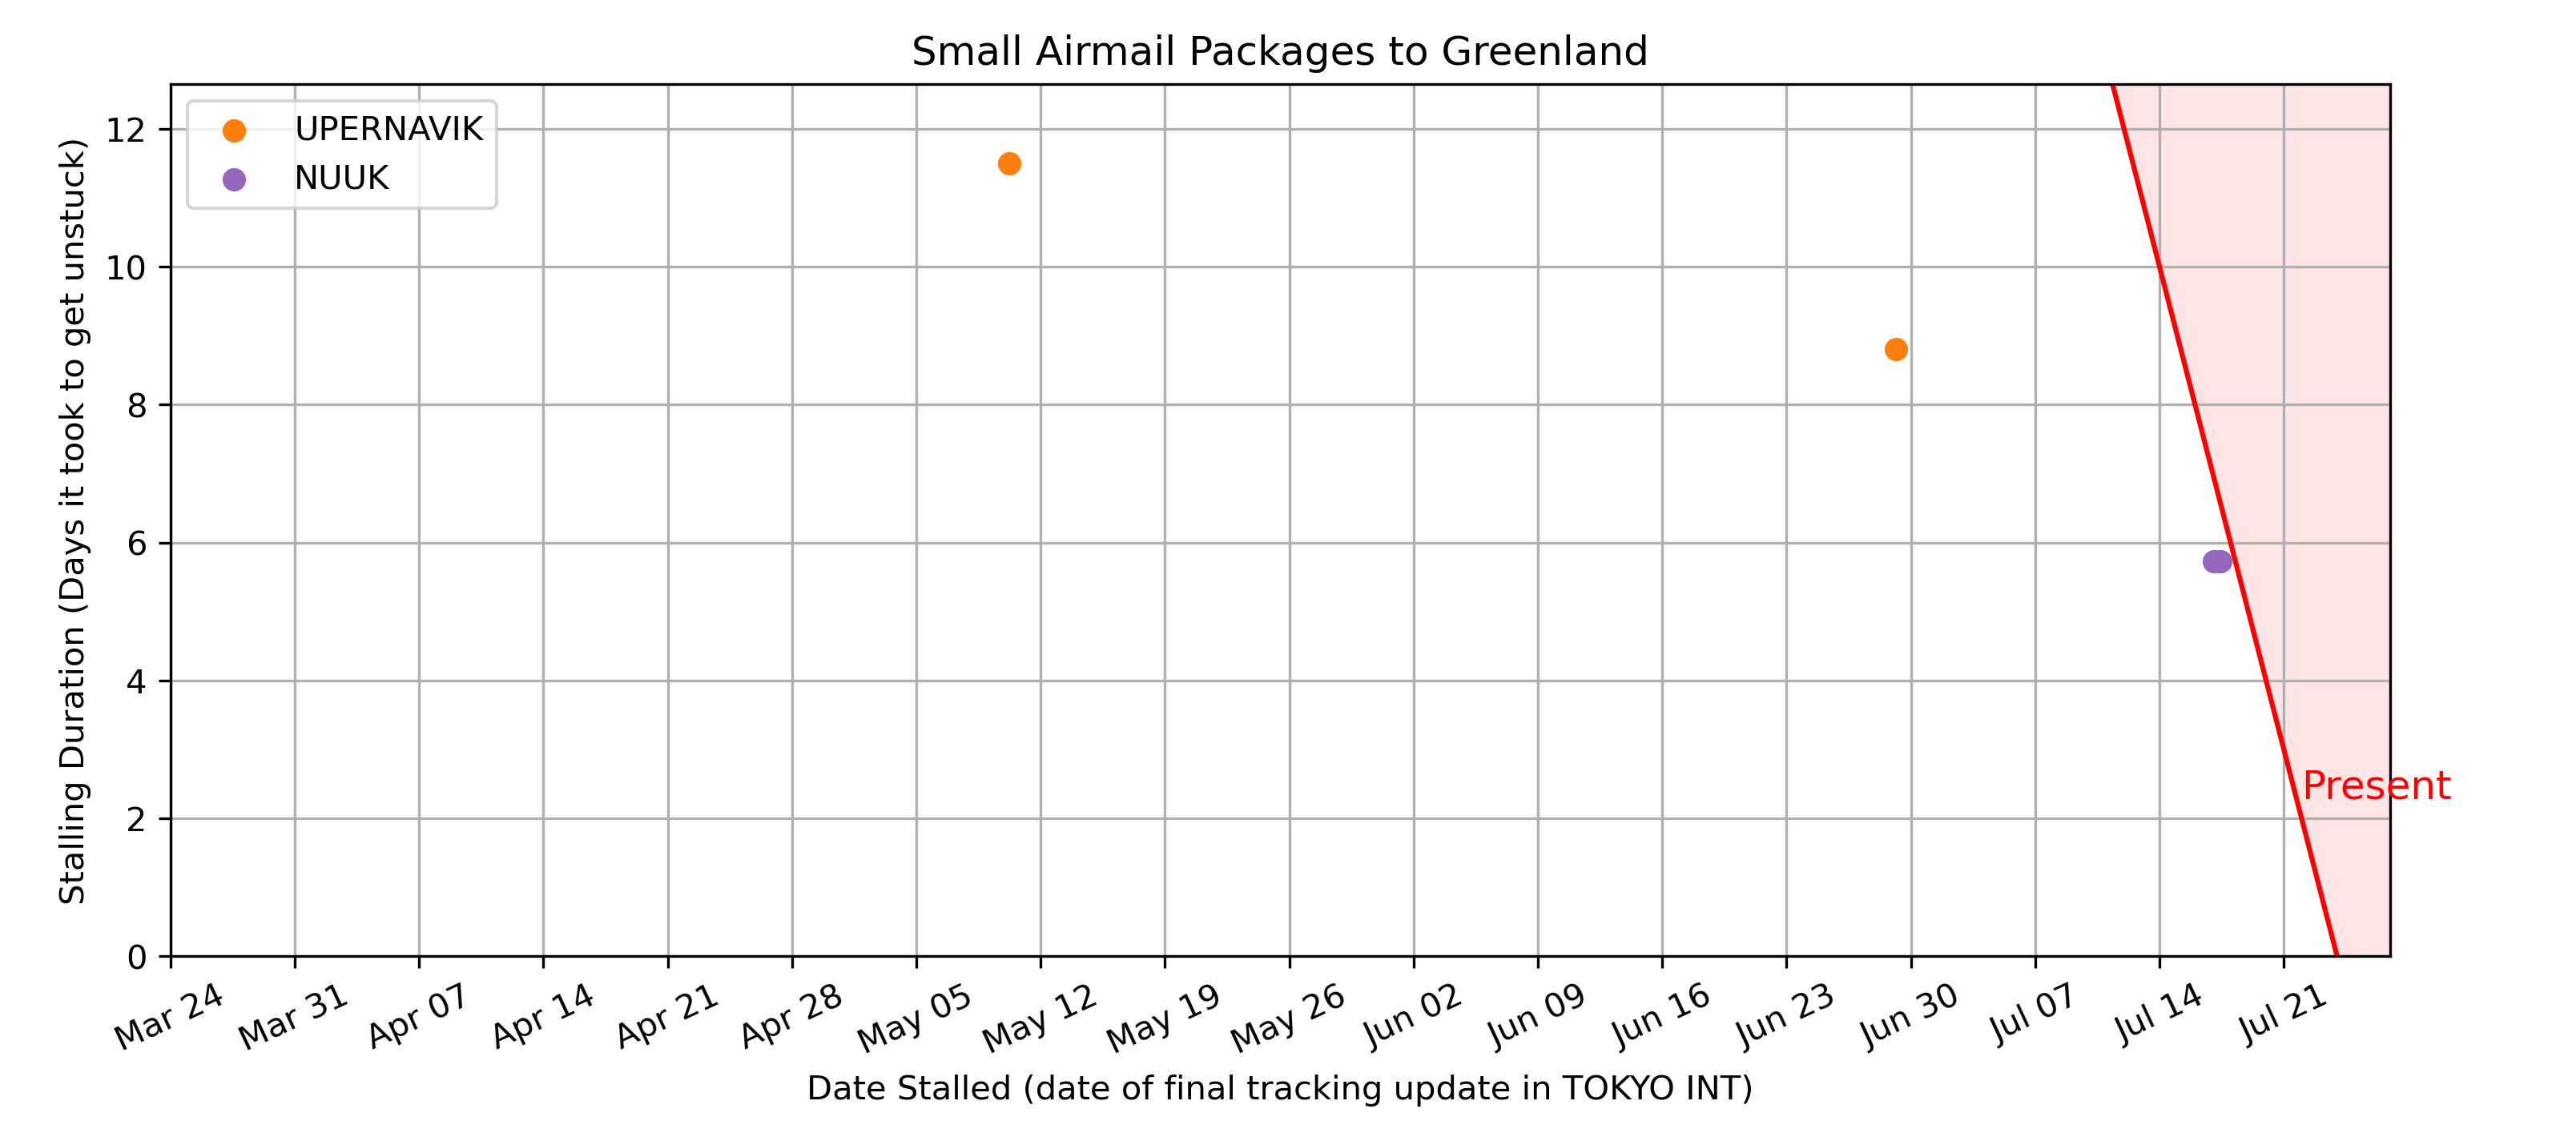 Small Airmail Packages to Greenland
UPERNAVIK
NUUK
Stalling Duration (Days it took to get unstuck)
12
10
8
6
4
2
0
Present
Mar 24
Mar 31
Apr 07
Apr 14
Apr 21
Apr 28
May 05
May 12
May 19
May 26
Jun 02
Jun 09
Jun 16
Jun 23
Jun 30
Jul 07
Jul 14
Jul 21
Date Stalled (date of final tracking update in TOKYO INT)